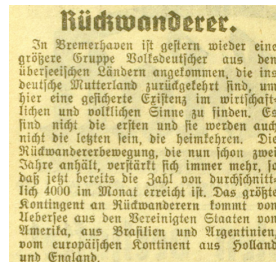 Rückwanderer.
In Bremerhaven ist gestern wieder eine
größere Gruppe Volksdeutscher aus den
überseeischen Ländern angekommen, die ins
deutsche Mutterland zurückgekehrt sind, um
hier eine gesicherte Existenz im wirtschaft-
lichen und volklichen Sinne zu finden. Es
sind nicht die ersten und sie werden auch
nicht die letzten sein, die heimkehren. Die
Rückwandererbewegung, die nun schon zwei
Jahre anhält, verstärkt sich immer mehr, so
daß jetzt bereits die Zahl von durchschnitt-
lich 4000 im Monat erreicht ist. Das größte
Kontingent an Rückwanderern kommt von
Uebersee aus den Vereinigten Staaten von
Amerika, aus Brasilien und Argentinien,
vom europäischen Kontinent aus Holland
und England.